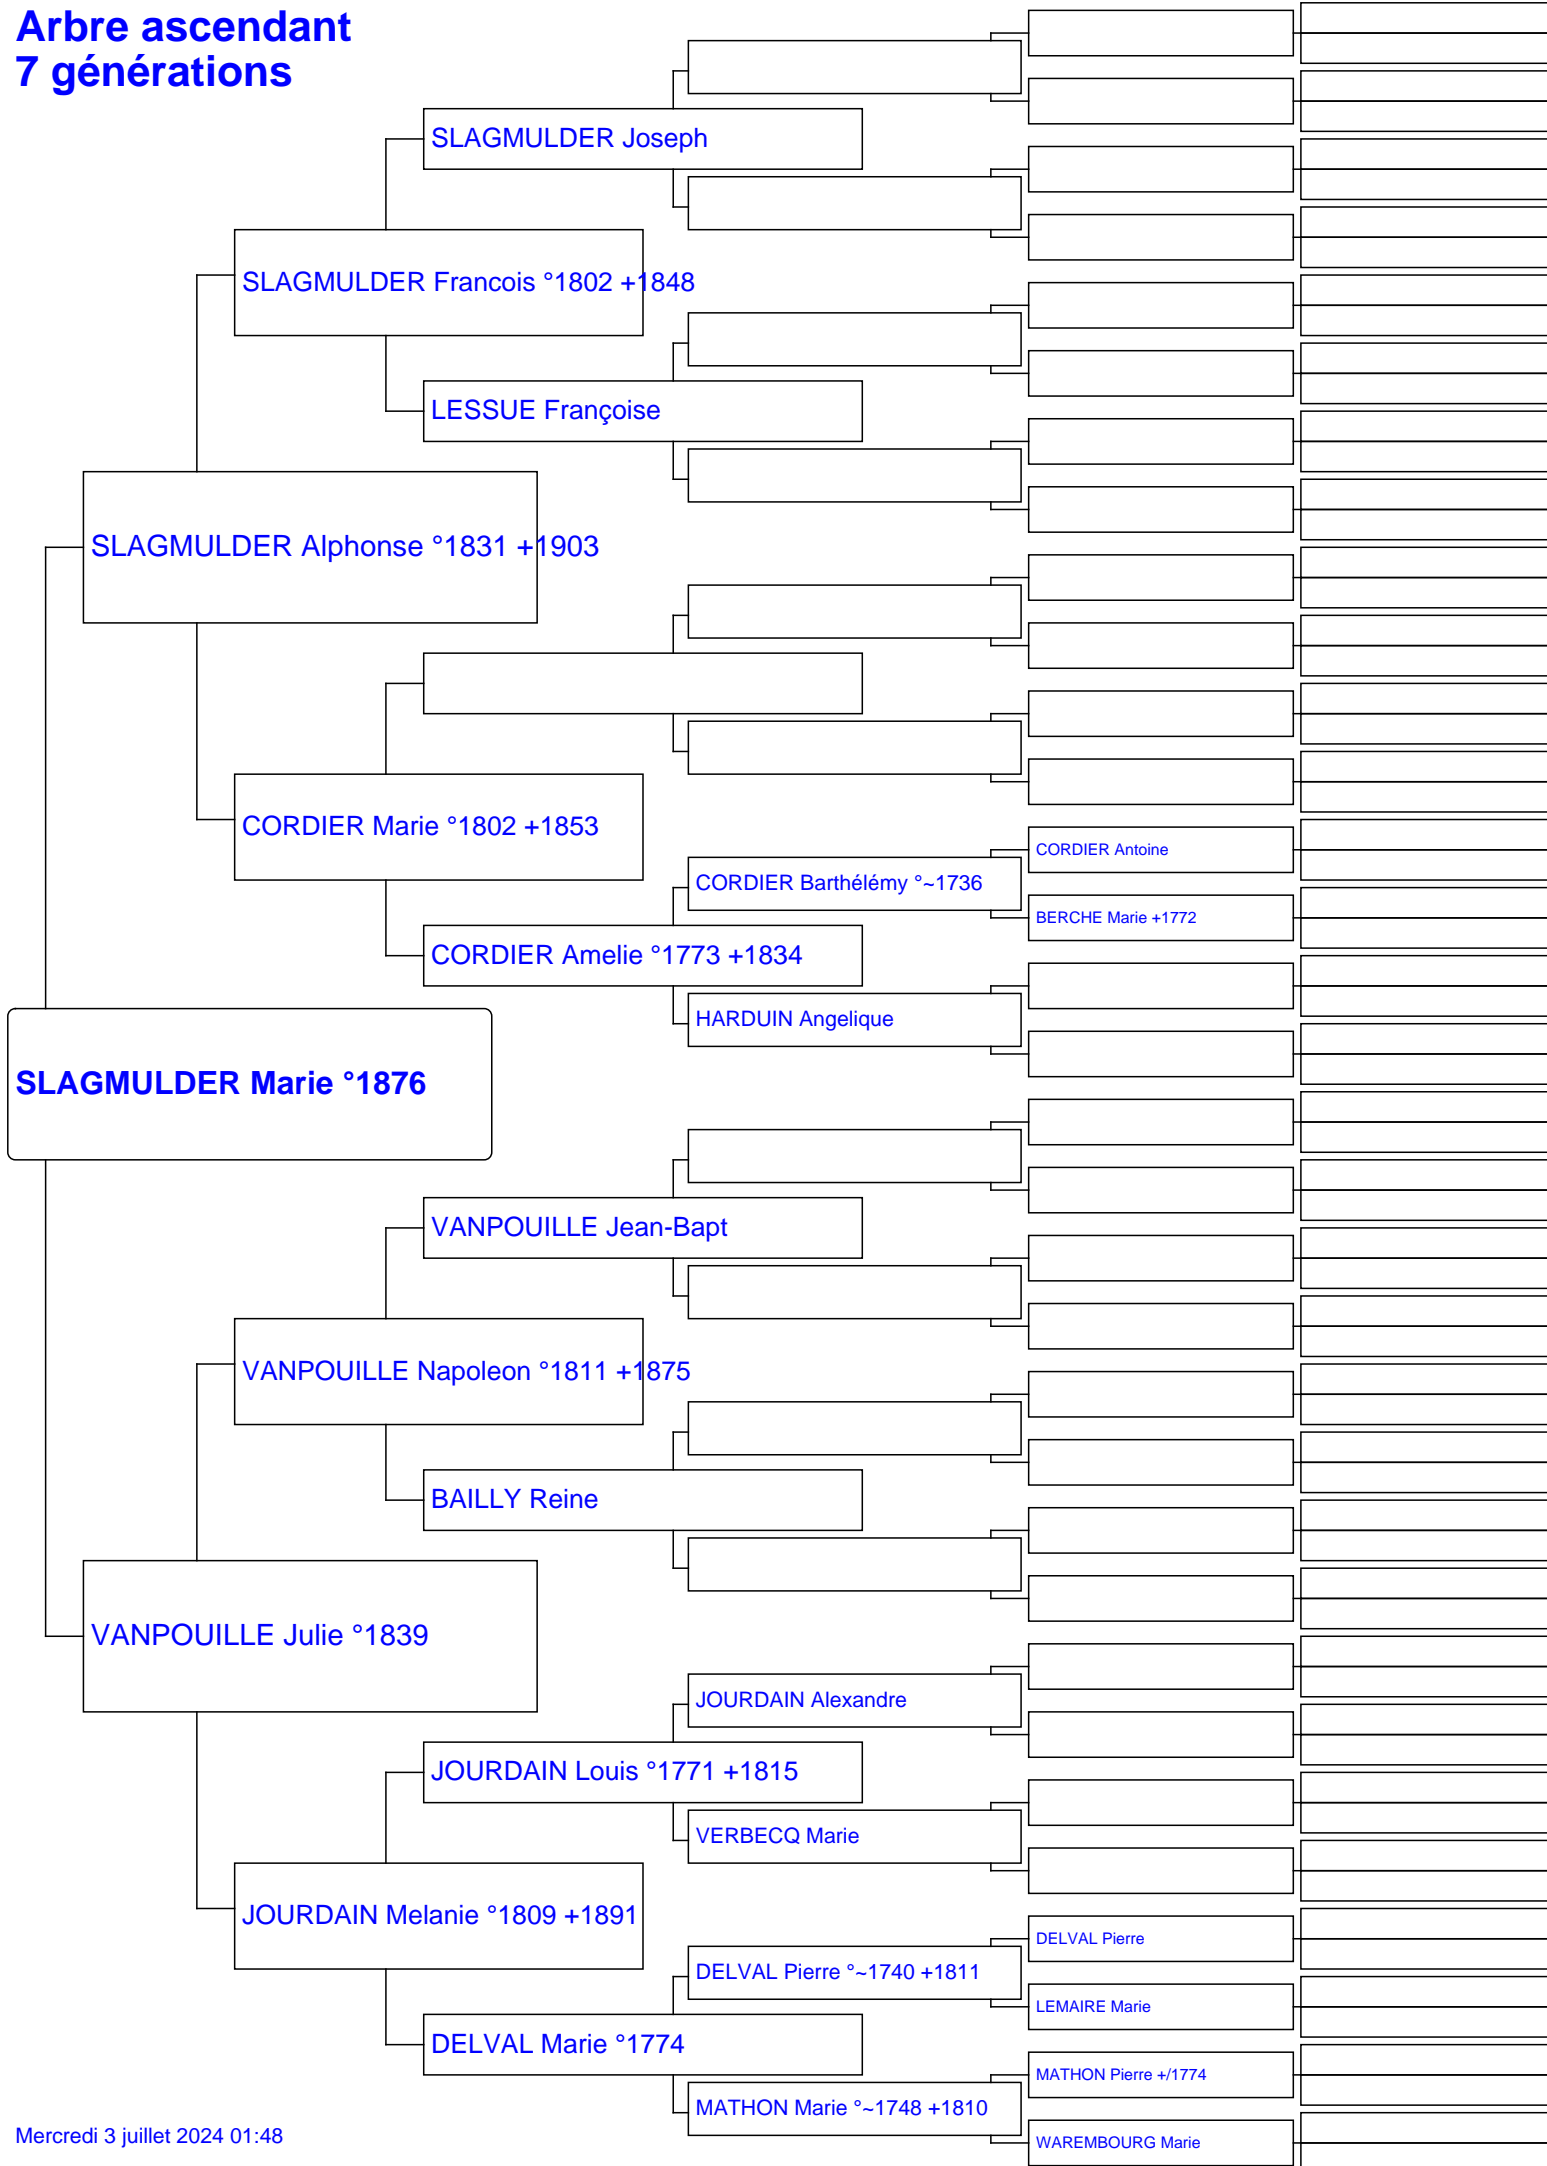 Arbre ascendant
7 générations
SLAGMULDER Joseph
SLAGMULDER Francois °1802 +1848
LESSUE Françoise
SLAGMULDER Alphonse °1831 +1903
CORDIER Marie °1802 +1853
CORDIER Antoine
CORDIER Barthélémy °~1736
BERCHE Marie +1772
CORDIER Amelie °1773 +1834
HARDUIN Angelique
SLAGMULDER Marie °1876
VANPOUILLE Jean-Bapt
VANPOUILLE Napoleon °1811 +1875
BAILLY Reine
VANPOUILLE Julie °1839
JOURDAIN Alexandre
JOURDAIN Louis °1771 +1815
VERBECQ Marie
JOURDAIN Melanie °1809 +1891
DELVAL Pierre
DELVAL Pierre °~1740 +1811
LEMAIRE Marie
DELVAL Marie °1774
MATHON Pierre +/1774
MATHON Marie °~1748 +1810
WAREMBOURG Marie
Mercredi 3 juillet 2024 01:48